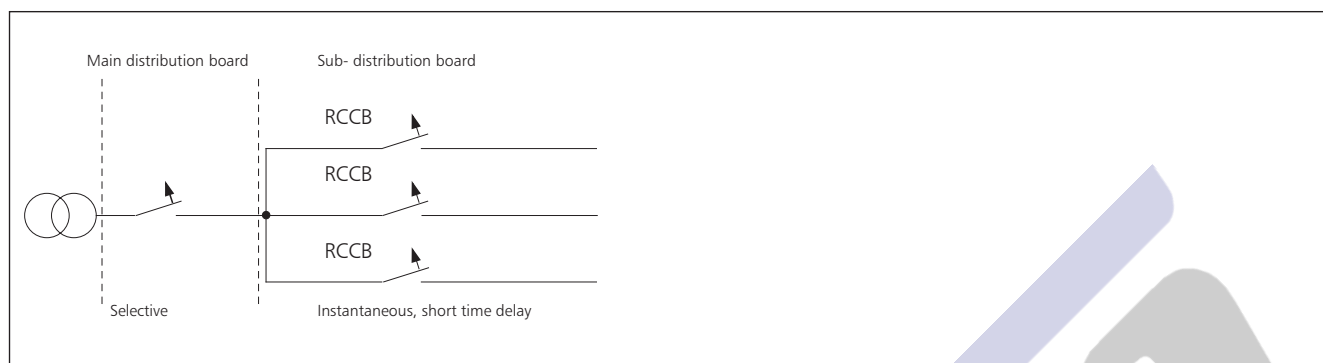 Main distribution board
Sub- distribution board
RCCB
RCCB
RCCB
Selective
Instantaneous, short time delay